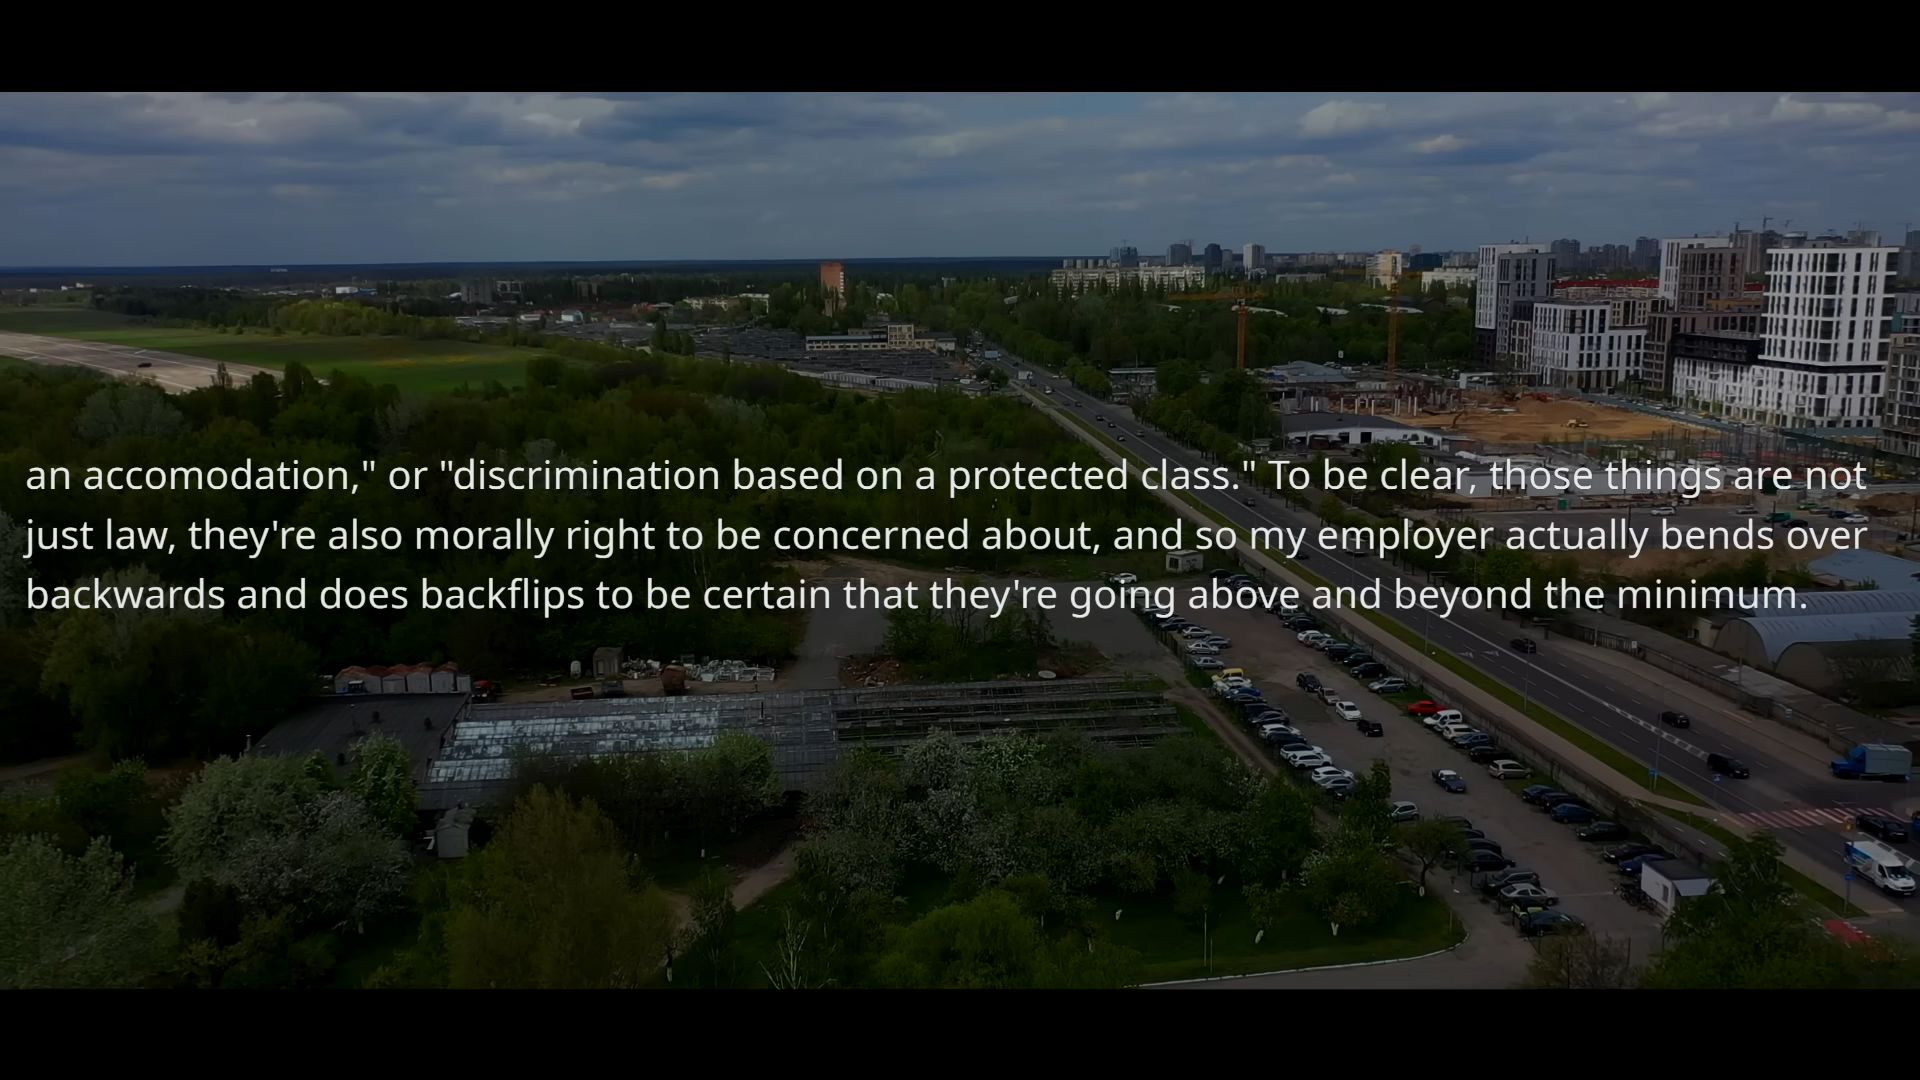 an accomodation," or "discrimination based on a protected class." To be clear, those things are not
just law, they're also morally right to be concerned about, and so my employer actually bends over
backwards and does backflips to be certain that they're going above and beyond the minimum.